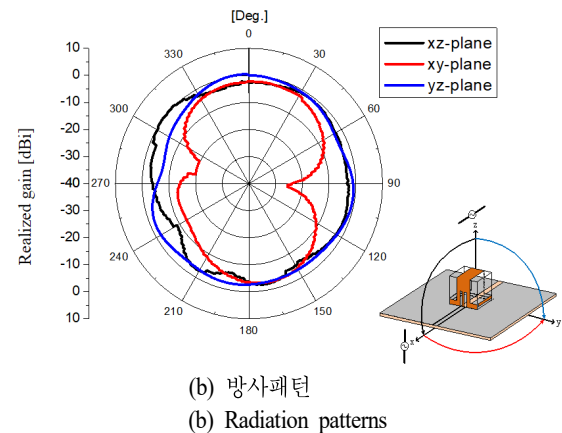 [Deg.]
0
30
60
90
120
150
180
210
240
270
300
330
10
0
-10
-20
-30
-40
-30
-20
-10
0
10
Realized gain [dBi]
xz-plane
xy-plane
yz-plane
z
x
y
(b) 방사패턴
(b) Radiation patterns